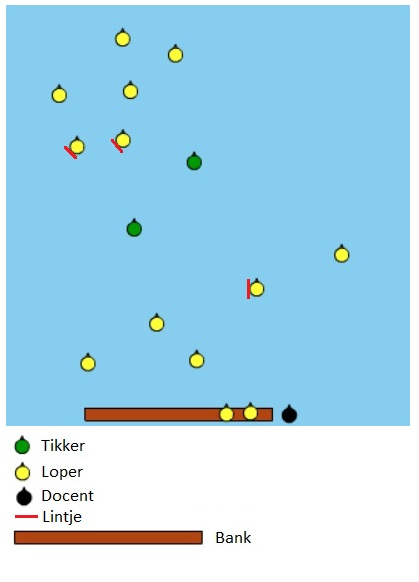 Tikker
Loper
Docent
Lintje
Bank